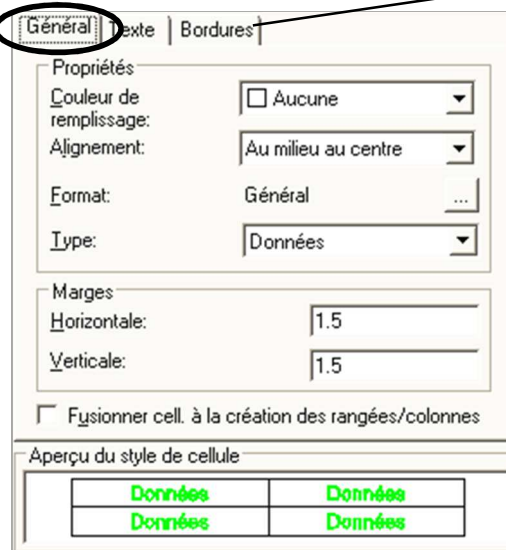 Général Texte Bordures
Propriétés
Couleur de remplissage:
Aucune
Alignement:
Au milieu au centre
Format:
Général
...
Type:
Données
Marges
Horizontale:
1.5
Verticale:
1.5
Fusionner cell. à la création des rangées/colonnes
Aperçu du style de cellule
Données Données
Données Données